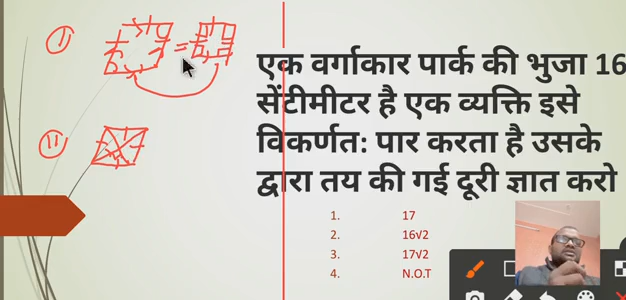 एक वर्गाकार पार्क की भुजा 16
सेंटीमीटर है एक व्यक्ति इसे
विकर्णत: पार करता है उसके
द्वारा तय की गई दूरी ज्ञात करो
1. 17
2. 16√2
3. 17√2
4. N.O.T